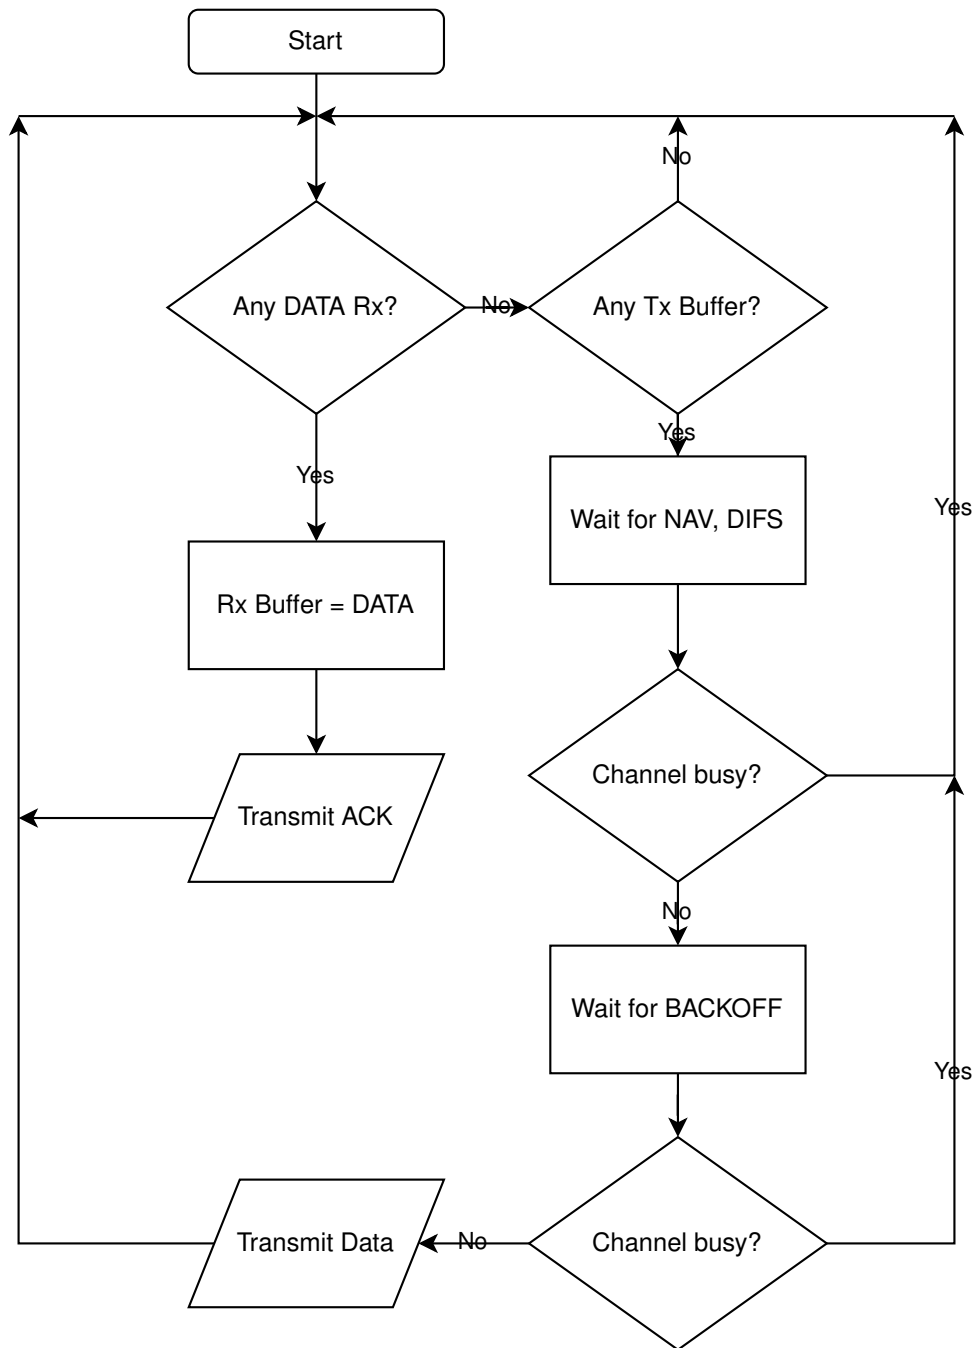 Start
No
Any DATA Rx?
No
Any Tx Buffer?
Yes
Yes
Wait for NAV, DIFS
Yes
Rx Buffer = DATA
Channel busy?
Transmit ACK
No
Wait for BACKOFF
Yes
Transmit Data
No
Channel busy?